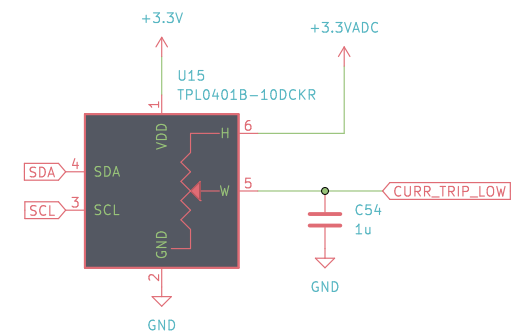 +3.3V
+3.3VADC
U15
TPL0401B-10DCKR
1
VDD
H
6
SDA
4
SDA
W
5
CURR_TRIP_LOW
SCL
3
SCL
C54
1u
GND
2
GND
GND